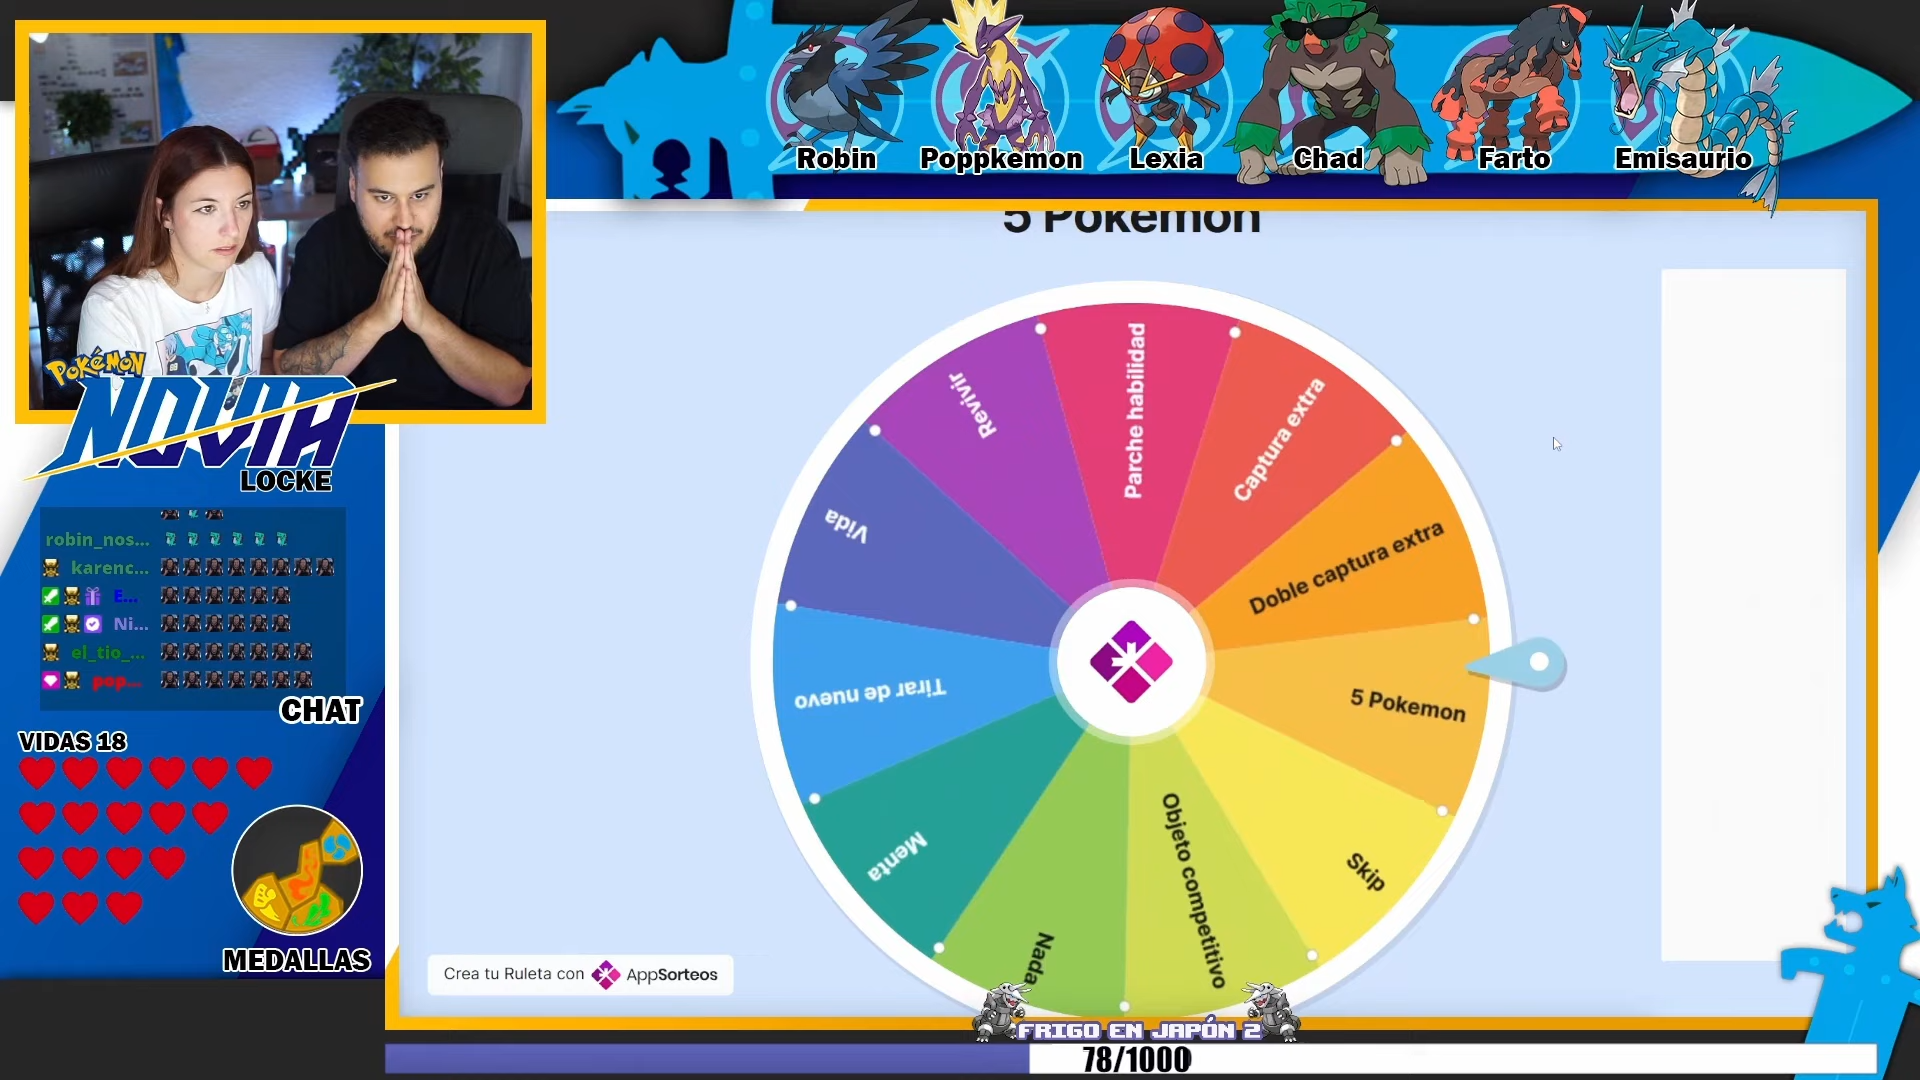 Robin
Poppkemon
Lexia
Chad
Farto
Emisaurio
5 Pokemon
POKéMON
NOVIA
LOCKE
robin_nos...
karenc...
E...
Ni...
el_tio_...
pop...
CHAT
VIDAS 18
MEDALLAS
Revivir
Parche habilidad
Captura extra
Doble captura extra
5 Pokemon
Skip
Objeto competitivo
Nada
Menta
Tirar de nuevo
Vida
Crea tu Ruleta con AppSorteos
FRIGO EN JAPÓN 2
78/1000